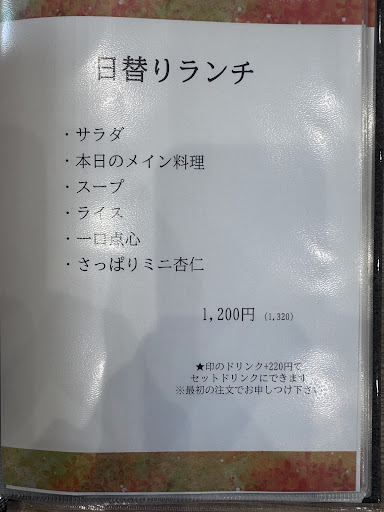 日替りランチ
・サラダ
・本日のメイン料理
・スープ
・ライス
・一口点心
・さっぱりミニ杏仁
1,200円 (1,320)
★印のドリンク+220円で
セットドリンクにできます
※最初の注文でお申しつけ下さい